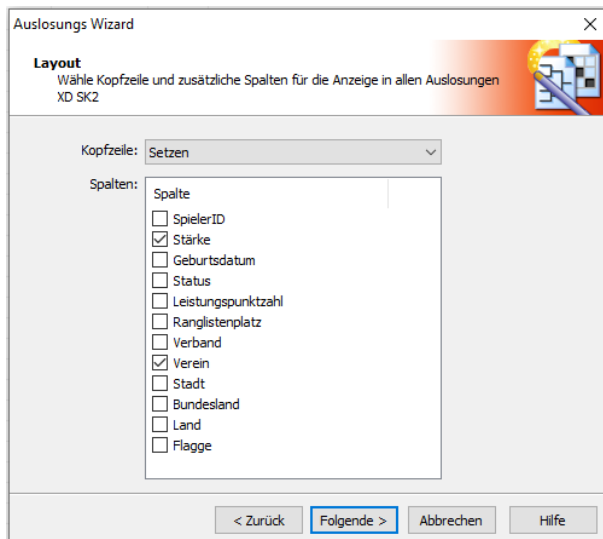 Auslosungs Wizard
Layout
Wähle Kopfzeile und zusätzliche Spalten für die Anzeige in allen Auslosungen
XD SK2
Kopfzeile: Setzen
Spalten:
Spalte
SpielerID
Stärke
Geburtsdatum
Status
Leistungspunktzahl
Ranglistenplatz
Verband
Verein
Stadt
Bundesland
Land
Flagge
< Zurück Folgende > Abbrechen Hilfe